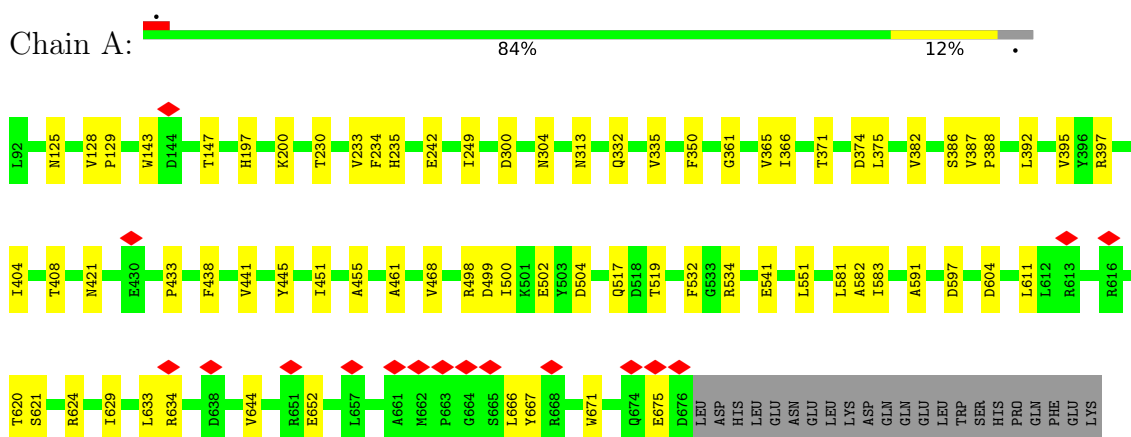 Chain A:
84% 12%
L92 N125 V128 P129 W143 D144 T147 H197 K200 T230 V233 F234 H235 E242 I249 D300 N304 N313 Q332 V335 F350 G361 V365 I366 T371 D374 L375 V382 S386 V387 P388 L392 V395 Y396 R397
I404 T408 N421 E430 P433 F438 V441 Y445 I451 A455 A461 V468 R498 D499 I500 K501 E502 Y503 D504 Q517 D518 T519 F532 G533 R534 E541 L551 L581 A582 I583 A591 D597 D604 L611 L612 R613 R616
T620 S621 R624 I629 L633 R634 D638 V644 R651 E652 L657 A661 M662 P663 G664 S665 L666 Y667 R668 W671 Q674 E675 D676 LEU ASP HIS LEU GLU ASN GLU LEU LYS ASP GLN GLN GLU LEU TRP SER HIS PRO GLN PHE GLU LYS